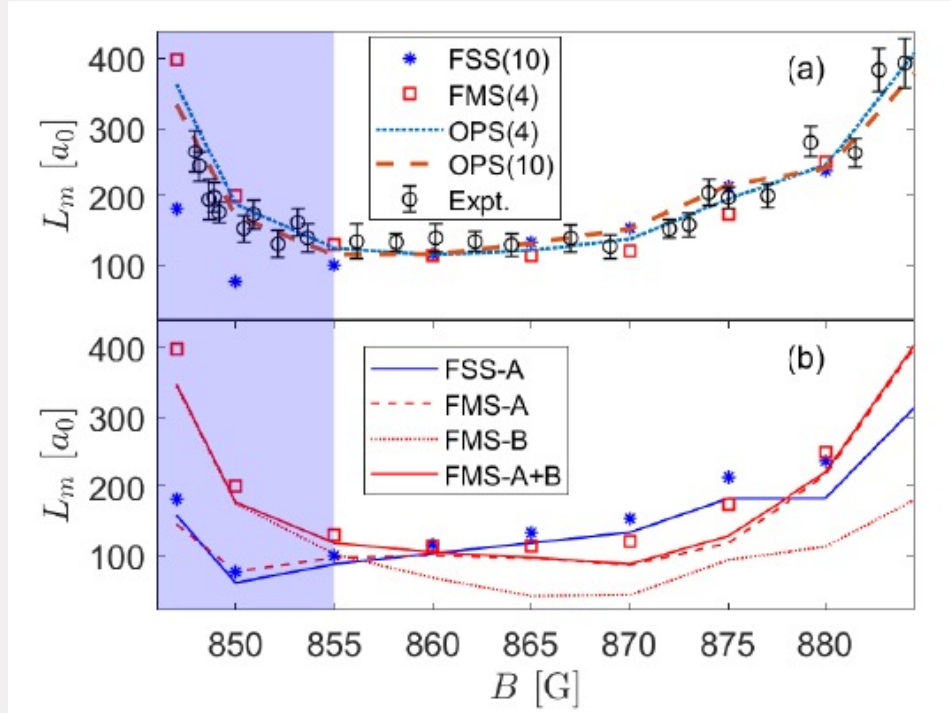 400
300
200
100
L_m [a_0]
(a)
FSS(10)
FMS(4)
OPS(4)
OPS(10)
Expt.
400
300
200
100
L_m [a_0]
(b)
FSS-A
FMS-A
FMS-B
FMS-A+B
850 855 860 865 870 875 880
B [G]